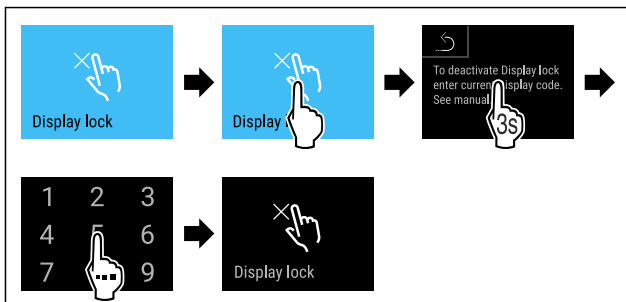 Display lock
Display l
To deactivate Display lock
enter current display code.
See manual.
3s
1 2 3
4 5 6
7 9
Display lock